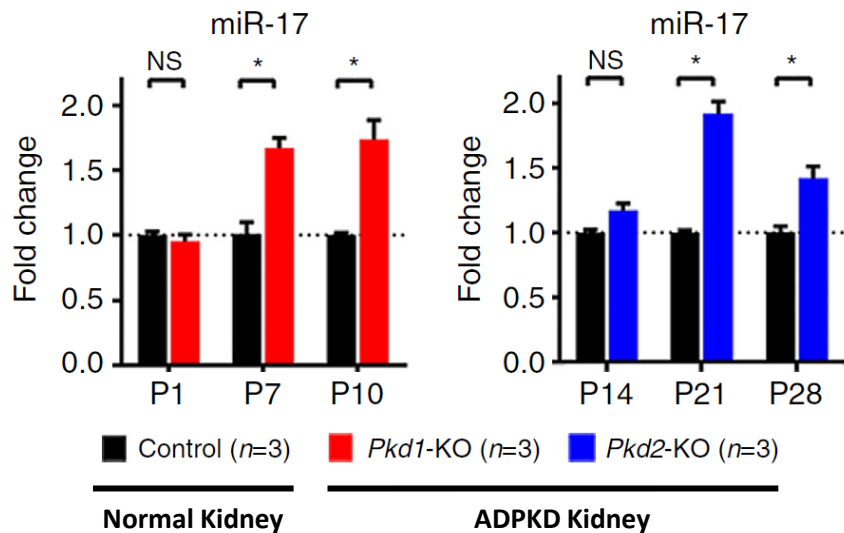 miR-17
NS * *
Fold change
2.0
1.5
1.0
0.5
0.0
P1 P7 P10
miR-17
NS * *
Fold change
2.0
1.5
1.0
0.5
0.0
P14 P21 P28
Control (n=3) Pkd1-KO (n=3) Pkd2-KO (n=3)
Normal Kidney ADPKD Kidney